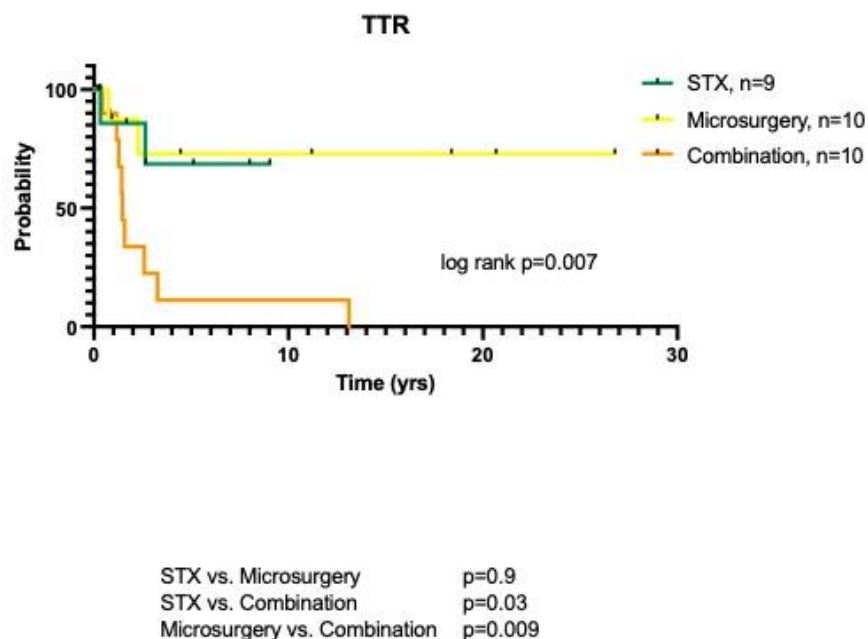 TTR
100
50
0
Probability
0
10
20
30
Time (yrs)
STX, n=9
Microsurgery, n=10
Combination, n=10
log rank p=0.007
STX vs. Microsurgery p=0.9
STX vs. Combination p=0.03
Microsurgery vs. Combination p=0.009